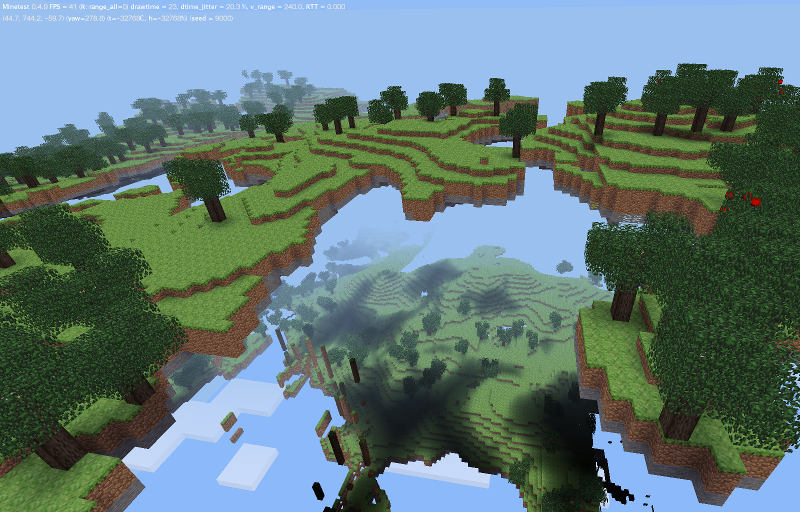 Minetest 0.4.9 FPS = 41 (R: range_all=0) drawtime = 23, dtime_jitter = 20.3 %, v_range = 240.0, RTT = 0.000
(44.7, 744.2, -59.7) (yaw=278.8) (t=-32768C, h=-32768%) (seed = 9000)